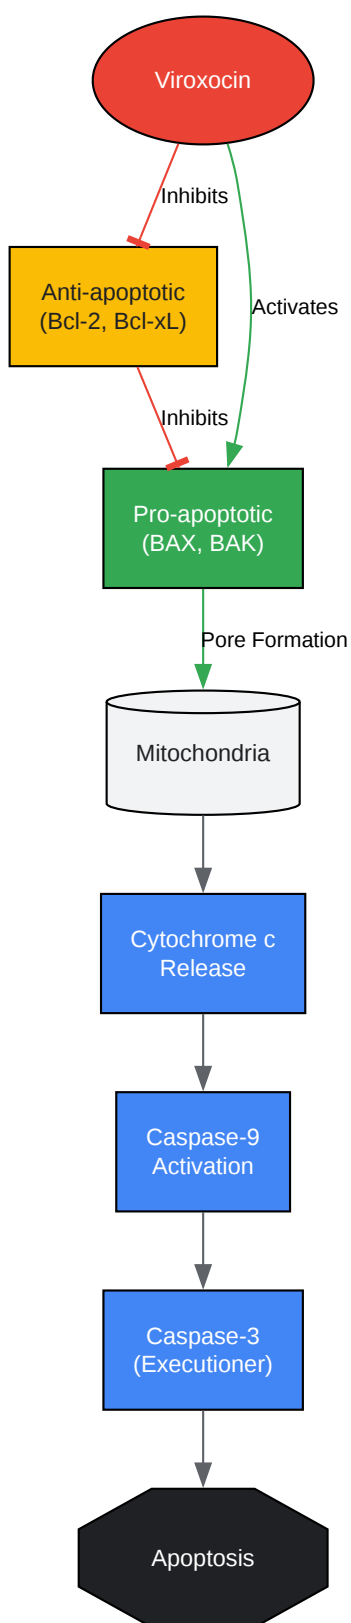 Viroxocin
Inhibits
Anti-apoptotic
(Bcl-2, Bcl-xL)
Activates
Inhibits
Pro-apoptotic
(BAX, BAK)
Pore Formation
Mitochondria
Cytochrome c
Release
Caspase-9
Activation
Caspase-3
(Executioner)
Apoptosis